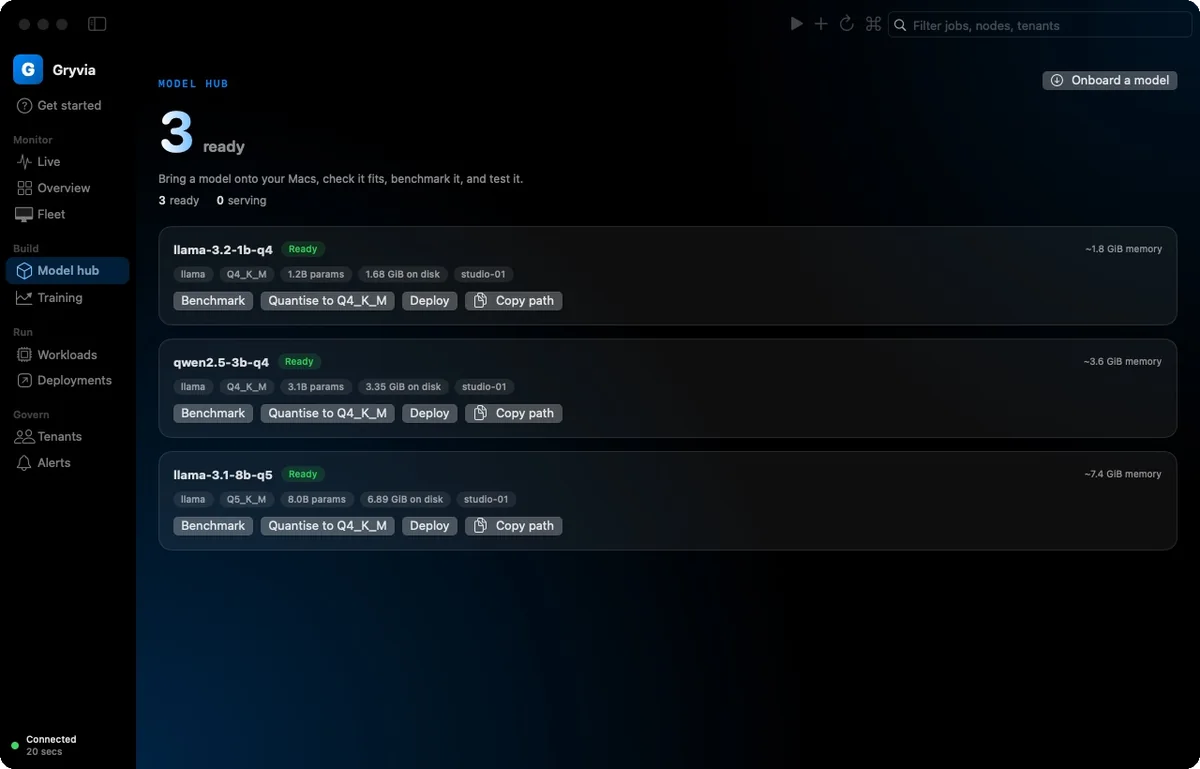 Filter jobs, nodes, tenants
G Gryvia
Get started
Monitor
Live
Overview
Fleet
Build
Model hub
Training
Run
Workloads
Deployments
Govern
Tenants
Alerts
Connected
20 secs
MODEL HUB
Onboard a model
3 ready
Bring a model onto your Macs, check it fits, benchmark it, and test it.
3 ready 0 serving
llama-3.2-1b-q4 Ready ~1.8 GiB memory
llama Q4_K_M 1.2B params 1.68 GiB on disk studio-01
Benchmark Quantise to Q4_K_M Deploy Copy path
qwen2.5-3b-q4 Ready ~3.6 GiB memory
llama Q4_K_M 3.1B params 3.35 GiB on disk studio-01
Benchmark Quantise to Q4_K_M Deploy Copy path
llama-3.1-8b-q5 Ready ~7.4 GiB memory
llama Q5_K_M 8.0B params 6.89 GiB on disk studio-01
Benchmark Quantise to Q4_K_M Deploy Copy path